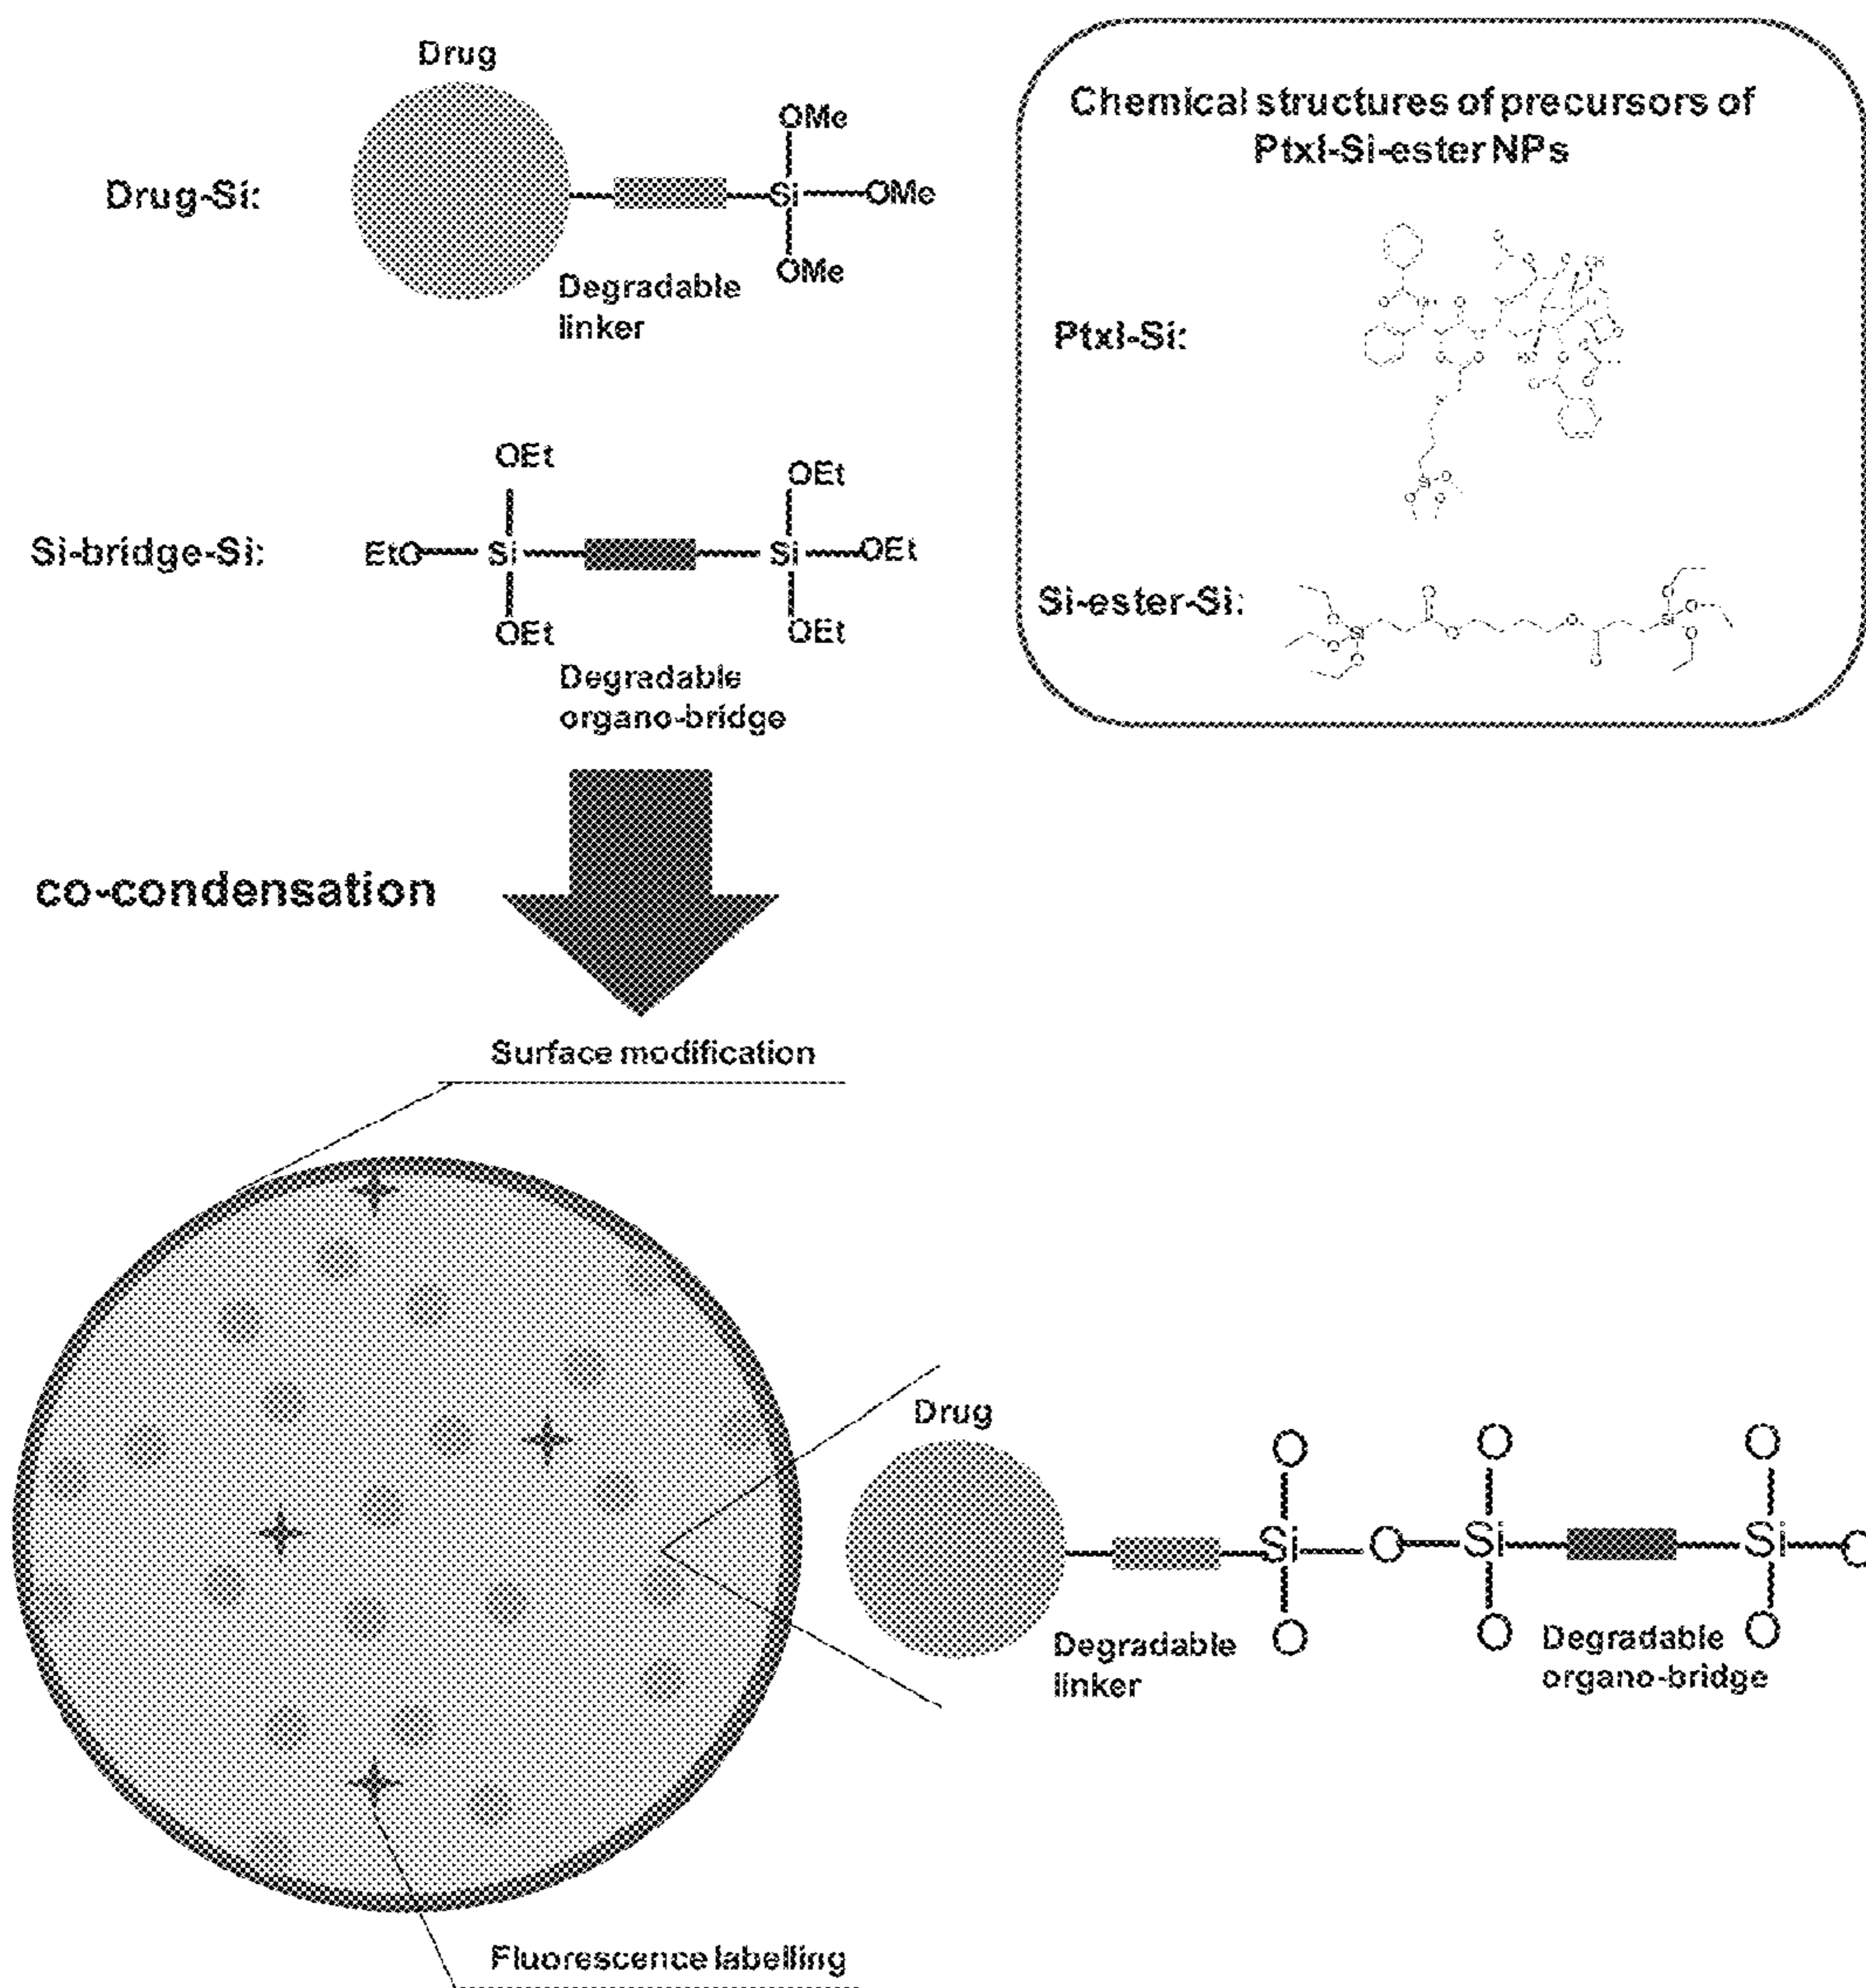 Drug
Drug-Si:
OMe
Si
OMe
OMe
Degradable
linker
Si-bridge-Si:
OEt
OEt
EtO
Si
Si
OEt
OEt
OEt
Degradable
organo-bridge
Chemical structures of precursors of
Ptxl-Si-ester NPs
Ptxl-Si:
Si-ester-Si:
co-condensation
Surface modification
Drug
O
O
O
Si
O
Si
Si
O
O
O
O
Degradable
linker
Degradable
organo-bridge
Fluorescence labelling